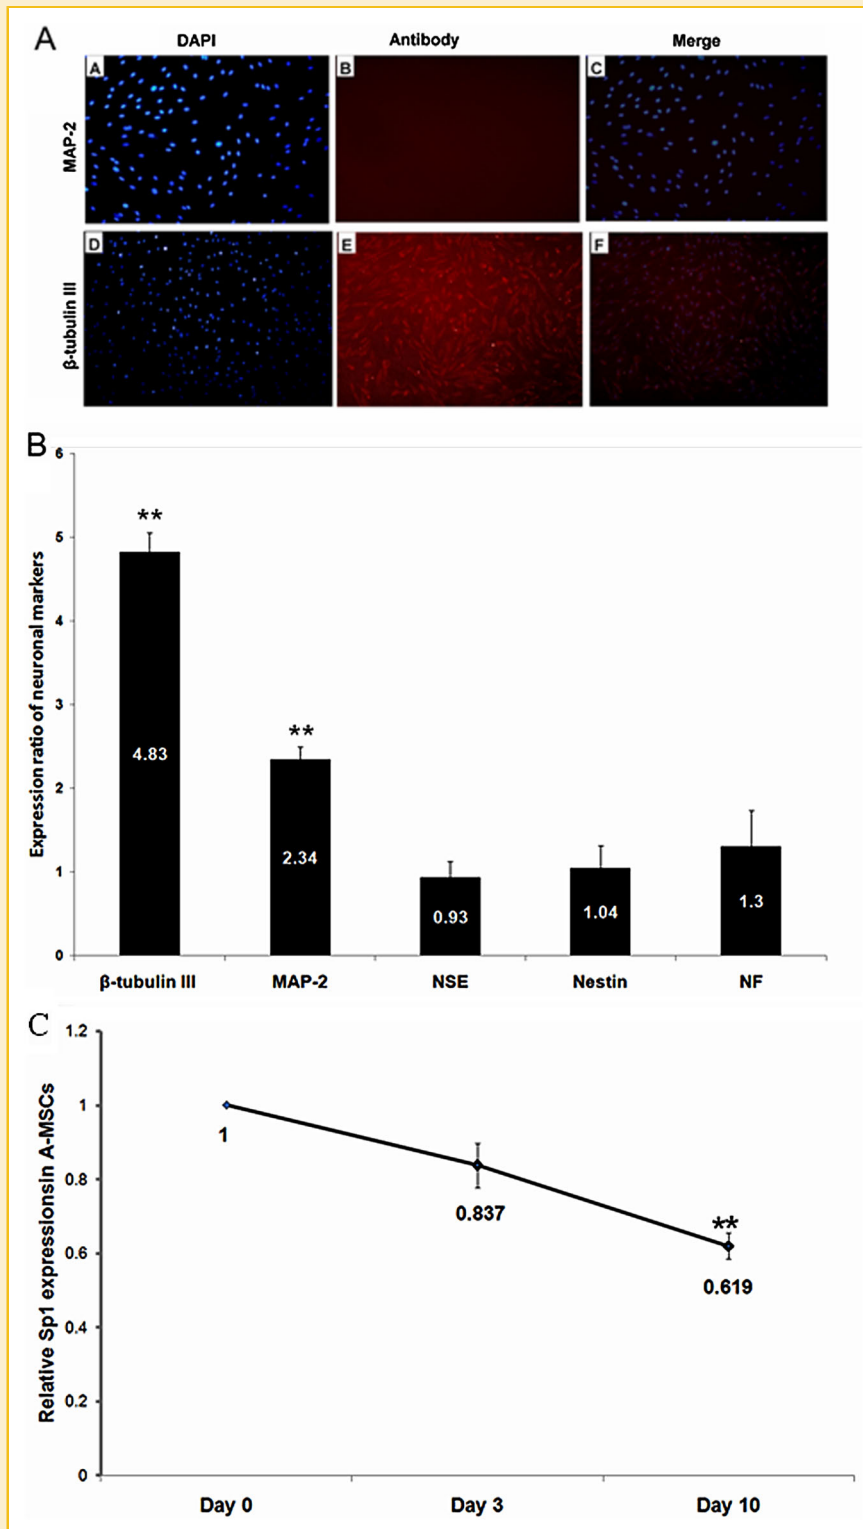 A
DAPI Antibody Merge
MAP-2
A B C
β-tubulin III
D E F
B
Expression ratio of neuronal markers
6
5
4
3
2
1
0
**
4.83
**
2.34
0.93
1.04
1.3
β-tubulin III MAP-2 NSE Nestin NF
C
Relative Sp1 expressionsin A-MSCs
1.2
1
0.8
0.6
0.4
0.2
0
1
0.837
**
0.619
Day 0 Day 3 Day 10